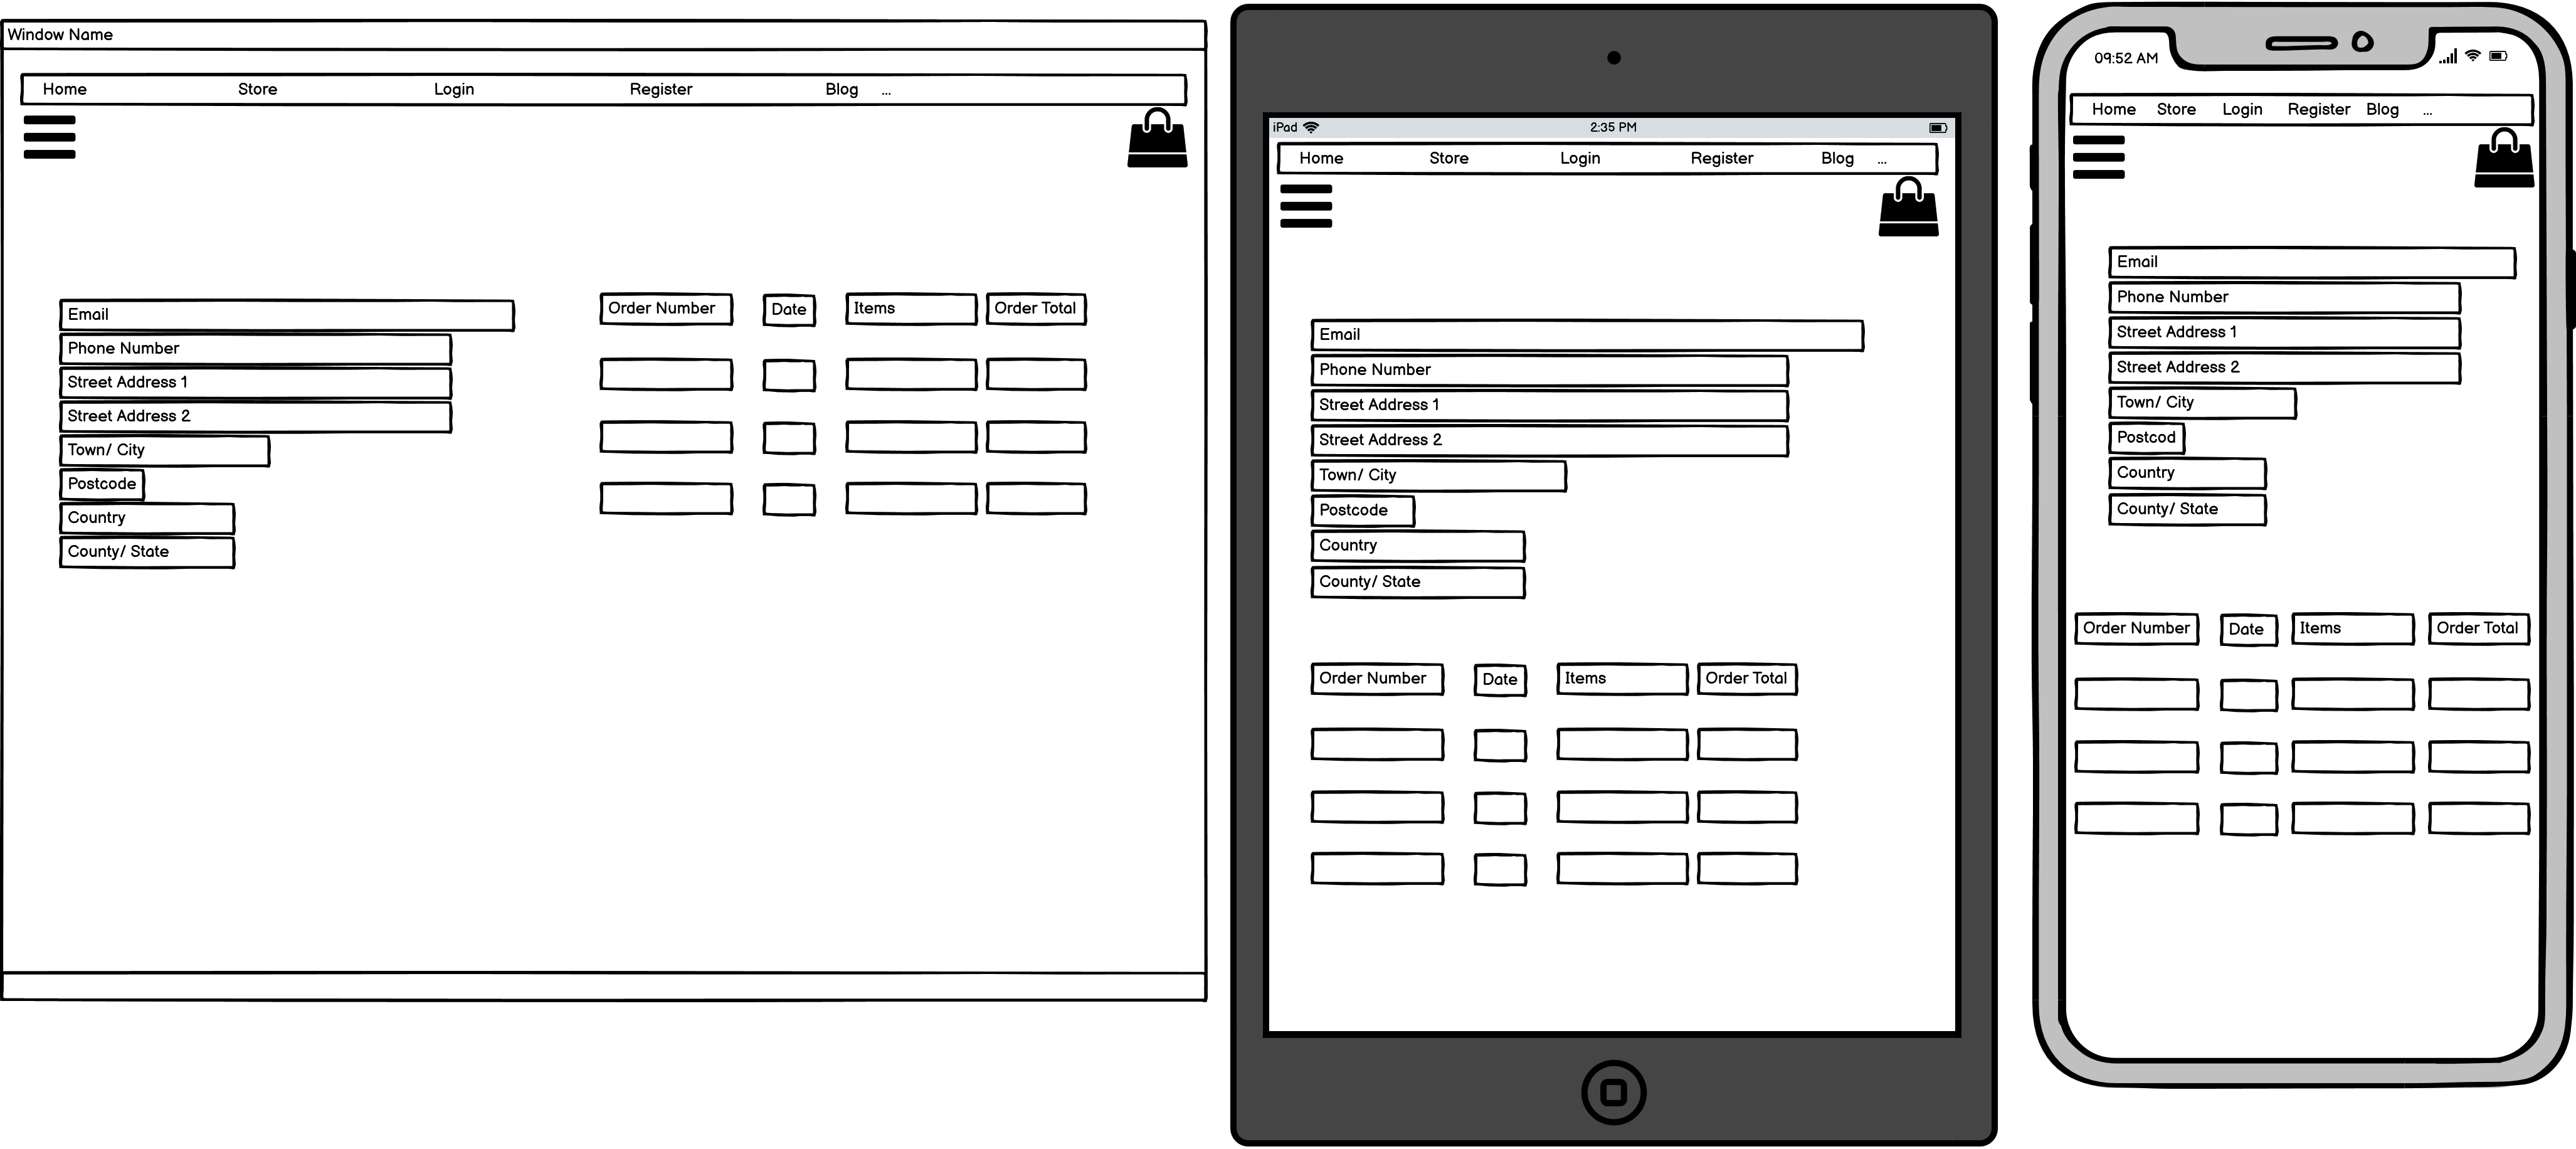 Window Name
Home Store Login Register Blog ...
Email
Phone Number
Street Address 1
Street Address 2
Town/ City
Postcode
Country
County/ State
Order Number Date Items Order Total
iPad 2:35 PM
Home Store Login Register Blog ...
Email
Phone Number
Street Address 1
Street Address 2
Town/ City
Postcode
Country
County/ State
Order Number Date Items Order Total
09:52 AM
Home Store Login Register Blog ...
Email
Phone Number
Street Address 1
Street Address 2
Town/ City
Postcod
Country
County/ State
Order Number Date Items Order Total